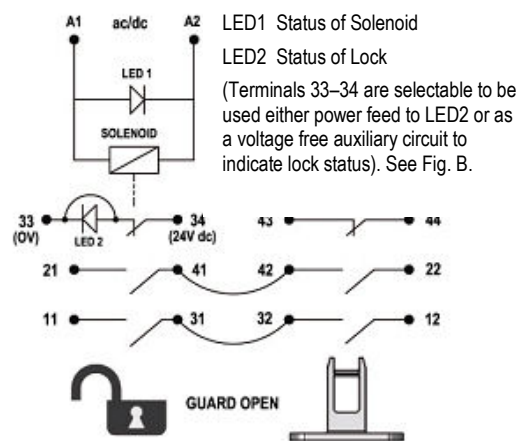 A1 ac/dc A2
LED1 Status of Solenoid
LED2 Status of Lock
(Terminals 33–34 are selectable to be
used either power feed to LED2 or as
a voltage free auxiliary circuit to
indicate lock status). See Fig. B.
LED 1
SOLENOID
33 34 43 44
(OV) LED 2 (24V dc)
21 41 42 22
11 31 32 12
GUARD OPEN